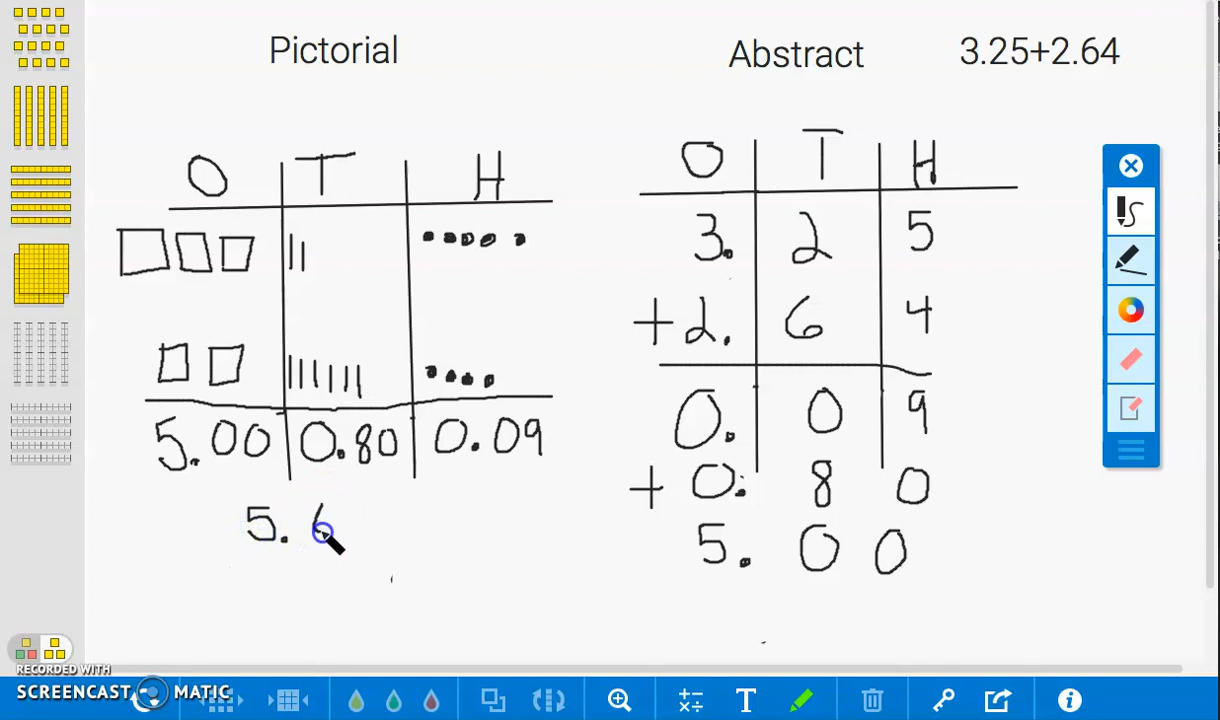 Pictorial
Abstract 3.25+2.64
O T H
5.00 0.80 0.09
5.
O T H
3. 2 5
+2. 6 4
0. 0 9
+0. 8 0
5. 0 0
RECORDED WITH
SCREENCAST MATIC
T